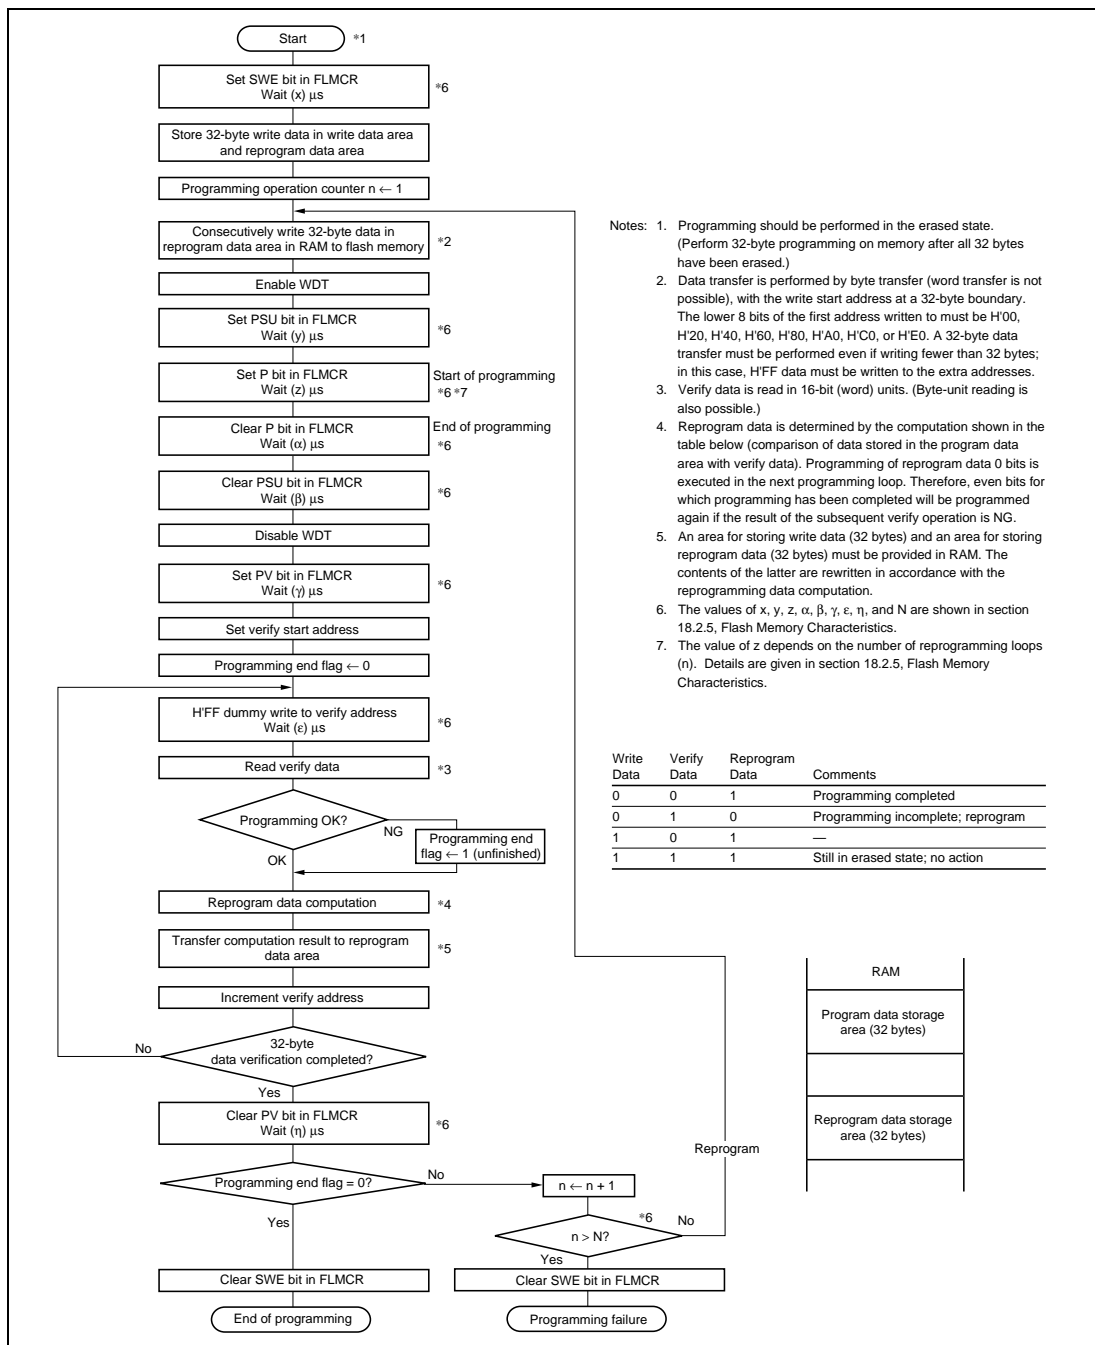 Start *1
Set SWE bit in FLMCR
Wait (x) μs
*6
Store 32-byte write data in write data area
and reprogram data area
Programming operation counter n ← 1
Consecutively write 32-byte data in
reprogram data area in RAM to flash memory
*2
Enable WDT
Set PSU bit in FLMCR
Wait (y) μs
*6
Set P bit in FLMCR
Wait (z) μs
Start of programming
*6 *7
Clear P bit in FLMCR
Wait (α) μs
End of programming
*6
Clear PSU bit in FLMCR
Wait (β) μs
*6
Disable WDT
Set PV bit in FLMCR
Wait (γ) μs
*6
Set verify start address
Programming end flag ← 0
H'FF dummy write to verify address
Wait (ε) μs
*6
Read verify data
*3
Programming OK?
NG
Programming end
flag ← 1 (unfinished)
OK
Reprogram data computation
*4
Transfer computation result to reprogram
data area
*5
Increment verify address
32-byte
data verification completed?
No
Yes
Clear PV bit in FLMCR
Wait (η) μs
*6
Programming end flag = 0?
No
Yes
n ← n + 1
n > N?
*6
No
Reprogram
Yes
Clear SWE bit in FLMCR
Clear SWE bit in FLMCR
End of programming
Programming failure
Notes: 1. Programming should be performed in the erased state.
(Perform 32-byte programming on memory after all 32 bytes
have been erased.)
2. Data transfer is performed by byte transfer (word transfer is not
possible), with the write start address at a 32-byte boundary.
The lower 8 bits of the first address written to must be H'00,
H'20, H'40, H'60, H'80, H'A0, H'C0, or H'E0. A 32-byte data
transfer must be performed even if writing fewer than 32 bytes;
in this case, H'FF data must be written to the extra addresses.
3. Verify data is read in 16-bit (word) units. (Byte-unit reading is
also possible.)
4. Reprogram data is determined by the computation shown in the
table below (comparison of data stored in the program data
area with verify data). Programming of reprogram data 0 bits is
executed in the next programming loop. Therefore, even bits for
which programming has been completed will be programmed
again if the result of the subsequent verify operation is NG.
5. An area for storing write data (32 bytes) and an area for storing
reprogram data (32 bytes) must be provided in RAM. The
contents of the latter are rewritten in accordance with the
reprogramming data computation.
6. The values of x, y, z, α, β, γ, ε, η, and N are shown in section
18.2.5, Flash Memory Characteristics.
7. The value of z depends on the number of reprogramming loops
(n). Details are given in section 18.2.5, Flash Memory
Characteristics.
Write Verify Reprogram
Data Data Data Comments
0 0 1 Programming completed
0 1 0 Programming incomplete; reprogram
1 0 1 —
1 1 1 Still in erased state; no action
RAM
Program data storage
area (32 bytes)
Reprogram data storage
area (32 bytes)